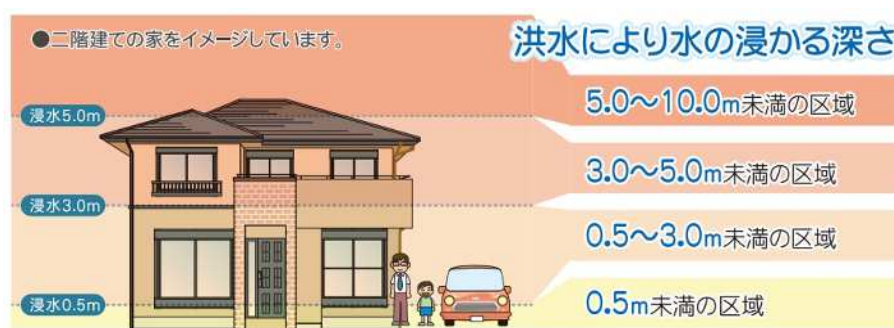 ●二階建ての家をイメージしています。
洪水により水の浸かる深さ
浸水5.0m
5.0～10.0m未満の区域
3.0～5.0m未満の区域
浸水3.0m
0.5～3.0m未満の区域
浸水0.5m
0.5m未満の区域